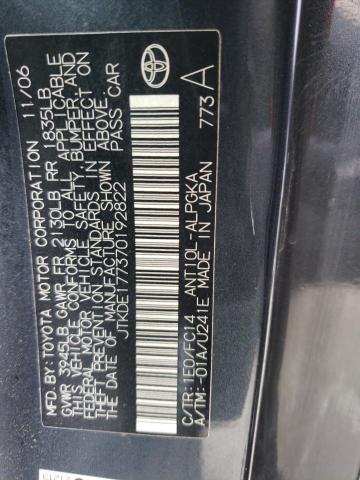 MFD.BY:TOYOTA MOTOR CORPORATION 11/06
GVWR 3945LB GAWR FR 2130LB RR 1835LB
THIS VEHICLE CONFORMS TO ALL APPLICABLE
FEDERAL MOTOR VEHICLE SAFETY, BUMPER, AND
THEFT PREVENTION STANDARDS IN EFFECT ON
THE DATE OF MANUFACTURE SHOWN ABOVE.
JTKDE177370192822 PASS CAR
C/TR:1E0/FC14 ANT10L-ALPGKA
A/TM:-01A/U241E MADE IN JAPAN 773 A